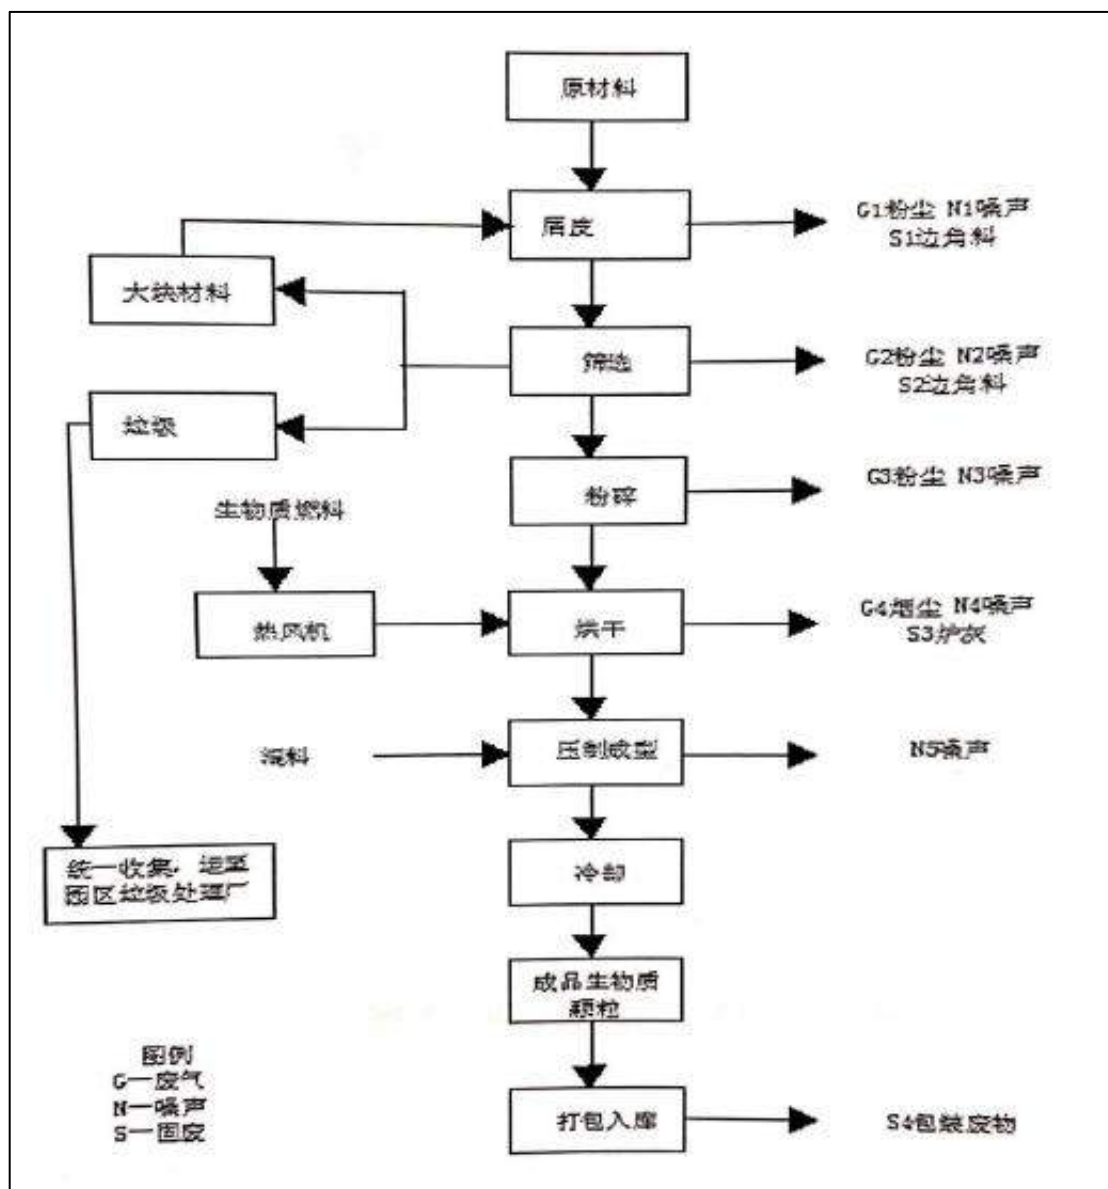 原材料
屑皮
G1粉尘 N1噪声
S1边角料
大块材料
筛选
G2粉尘 N2噪声
S2边角料
垃圾
粉碎
G3粉尘 N3噪声
生物质燃料
热风机
烘干
G4烟尘 N4噪声
S3炉灰
混料
压制成型
N5噪声
统一收集，运至
园区垃圾处理厂
冷却
成品生物质
颗粒
图例
G—废气
N—噪声
S—固废
打包入库
S4包装废物